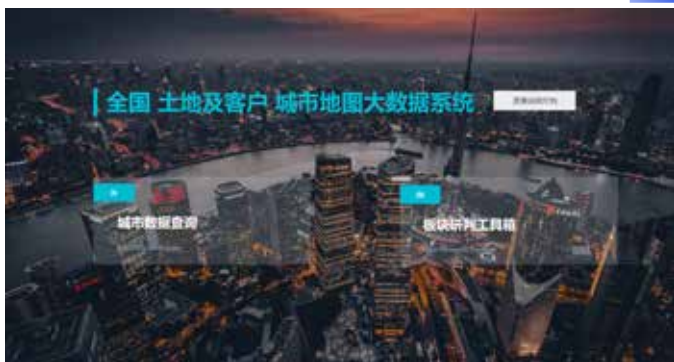 全国 土地及客户 城市地图大数据系统
城市数据查询
板块研判工具箱